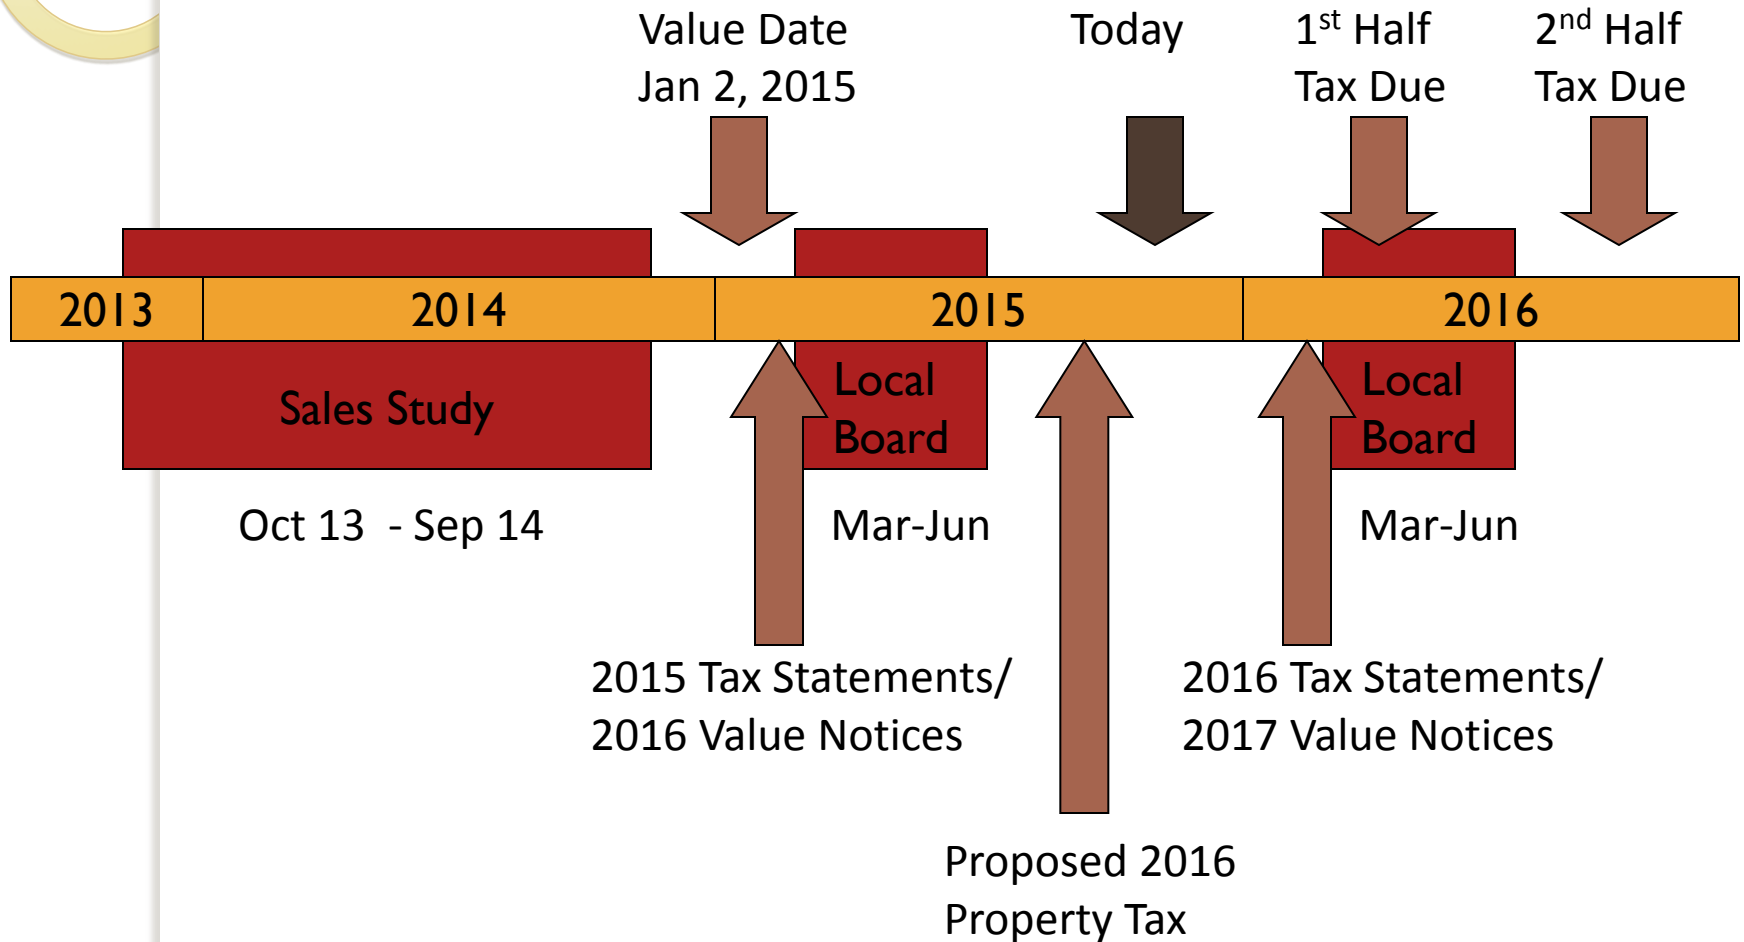 Value Date
Jan 2, 2015
Today
1st Half
Tax Due
2nd Half
Tax Due
2013
2014
2015
2016
Sales Study
Local
Board
Local
Board
Oct 13 - Sep 14
Mar-Jun
Mar-Jun
2015 Tax Statements/
2016 Value Notices
2016 Tax Statements/
2017 Value Notices
Proposed 2016
Property Tax